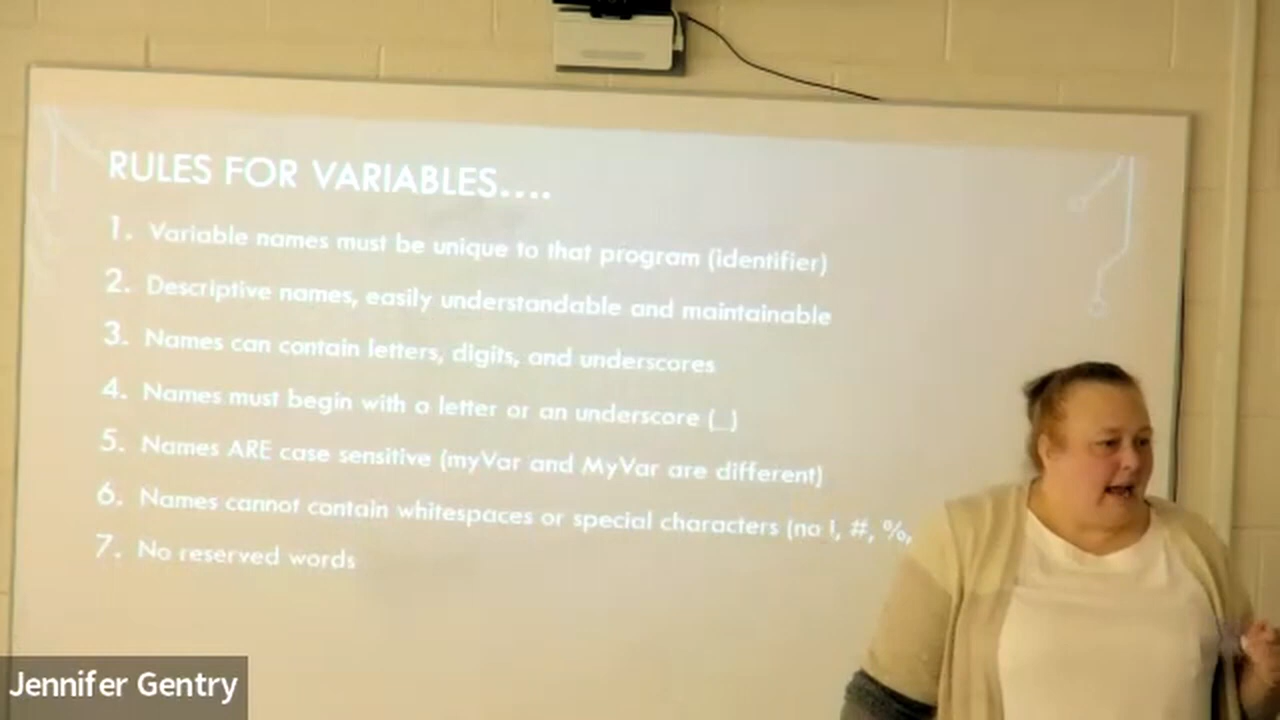 RULES FOR VARIABLES....
1. Variable names must be unique to that program (identifier)
2. Descriptive names, easily understandable and maintainable
3. Names can contain letters, digits, and underscores
4. Names must begin with a letter or an underscore (_)
5. Names ARE case sensitive (myVar and MyVar are different)
6. Names cannot contain whitespaces or special characters (no !, #, %,
7. No reserved words
Jennifer Gentry